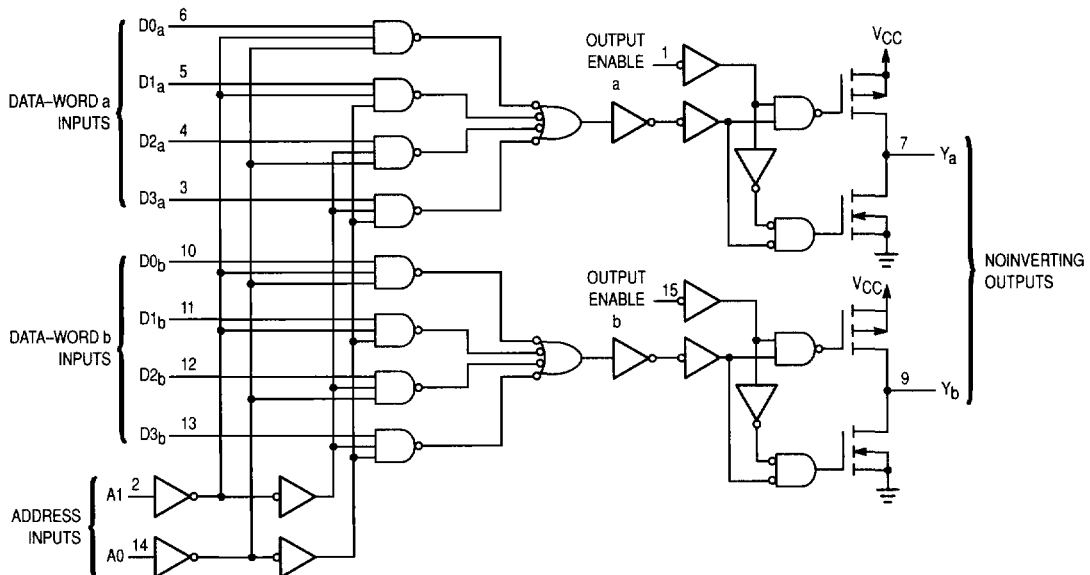 D0a 6
D1a 5
DATA–WORD a
INPUTS
D2a 4
D3a 3
OUTPUT
ENABLE
a
1
VCC
7 Ya
D0b 10
D1b 11
DATA–WORD b
INPUTS
D2b 12
D3b 13
OUTPUT
ENABLE
b
15
VCC
9 Yb
NOINVERTING
OUTPUTS
ADDRESS
INPUTS
A1 2
A0 14